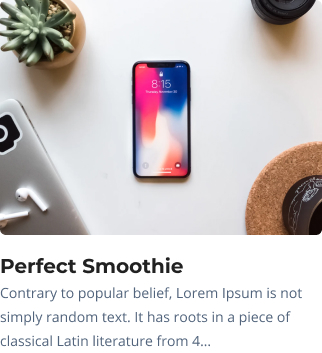 8:15
Perfect Smoothie
Contrary to popular belief, Lorem Ipsum is not
simply random text. It has roots in a piece of
classical Latin literature from 4...